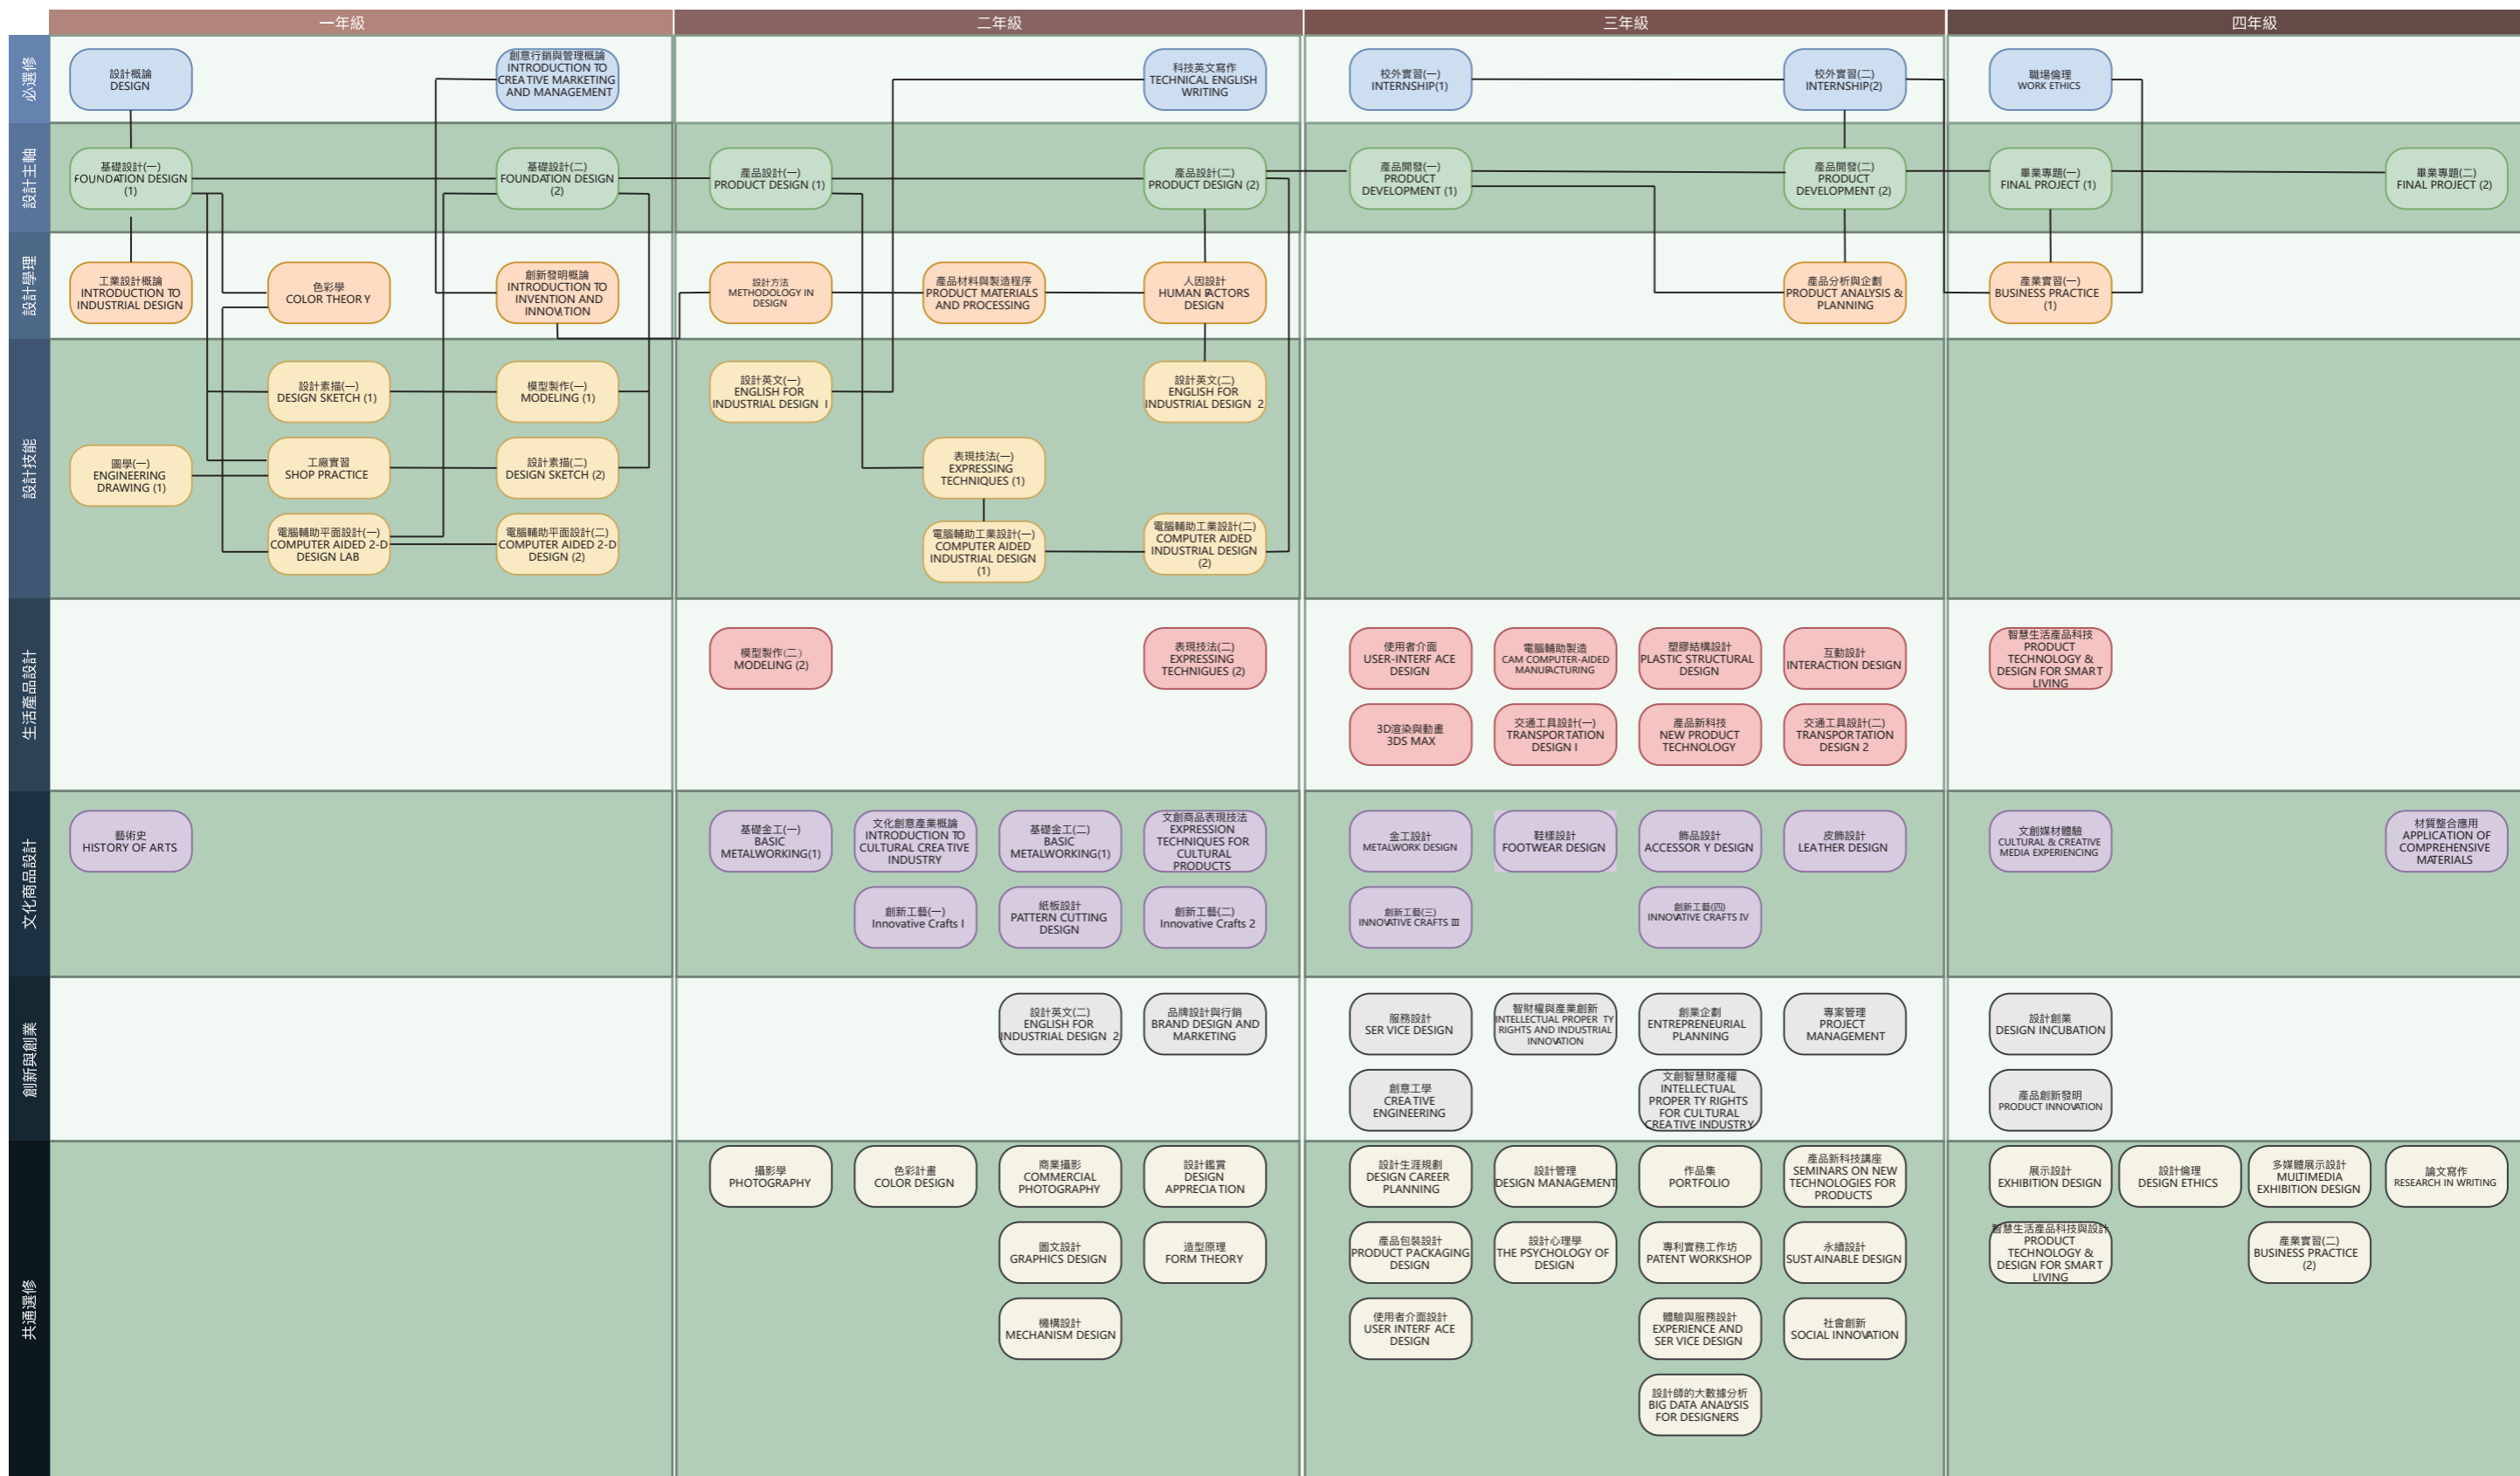 一年級
二年級
三年級
四年級
必選修
設計概論
DESIGN
創意行銷與管理概論
INTRODUCTION TO
CREATIVE MARKETING
AND MANAGEMENT
科技英文寫作
TECHNICAL ENGLISH
WRITING
校外實習(一)
INTERNSHIP(1)
校外實習(二)
INTERNSHIP(2)
職場倫理
WORK ETHICS
設計主軸
基礎設計(一)
FOUNDATION DESIGN
(1)
基礎設計(二)
FOUNDATION DESIGN
(2)
產品設計(一)
PRODUCT DESIGN (1)
產品設計(二)
PRODUCT DESIGN (2)
產品開發(一)
PRODUCT
DEVELOPMENT (1)
產品開發(二)
PRODUCT
DEVELOPMENT (2)
畢業專題(一)
FINAL PROJECT (1)
畢業專題(二)
FINAL PROJECT (2)
設計學理
工業設計概論
INTRODUCTION TO
INDUSTRIAL DESIGN
色彩學
COLOR THEORY
創新發明概論
INTRODUCTION TO
INVENTION AND
INNOVATION
設計方法
METHODOLOGY IN
DESIGN
產品材料與製造程序
PRODUCT MATERIALS
AND PROCESSING
人因設計
HUMAN FACTORS
DESIGN
產品分析與企劃
PRODUCT ANALYSIS &
PLANNING
產業實習(一)
BUSINESS PRACTICE
(1)
設計技能
設計素描(一)
DESIGN SKETCH (1)
模型製作(一)
MODELING (1)
設計英文(一)
ENGLISH FOR
INDUSTRIAL DESIGN I
設計英文(二)
ENGLISH FOR
INDUSTRIAL DESIGN 2
圖學(一)
ENGINEERING
DRAWING (1)
工廠實習
SHOP PRACTICE
設計素描(二)
DESIGN SKETCH (2)
表現技法(一)
EXPRESSING
TECHNIQUES (1)
電腦輔助平面設計(一)
COMPUTER AIDED 2-D
DESIGN LAB
電腦輔助平面設計(二)
COMPUTER AIDED 2-D
DESIGN (2)
電腦輔助工業設計(一)
COMPUTER AIDED
INDUSTRIAL DESIGN
(1)
電腦輔助工業設計(二)
COMPUTER AIDED
INDUSTRIAL DESIGN
(2)
生活產品設計
模型製作(二)
MODELING (2)
表現技法(二)
EXPRESSING
TECHNIGUES (2)
使用者介面
USER-INTERFACE
DESIGN
電腦輔助製造
CAM COMPUTER-AIDED
MANUFACTURING
塑膠結構設計
PLASTIC STRUCTURAL
DESIGN
互動設計
INTERACTION DESIGN
智慧生活產品科技
PRODUCT
TECHNOLOGY &
DESIGN FOR SMART
LIVING
3D渲染與動畫
3DS MAX
交通工具設計(一)
TRANSPORTATION
DESIGN I
產品新科技
NEW PRODUCT
TECHNOLOGY
交通工具設計(二)
TRANSPORTATION
DESIGN 2
文化商品設計
藝術史
HISTORY OF ARTS
基礎金工(一)
BASIC
METALWORKING(1)
文化創意產業概論
INTRODUCTION TO
CULTURAL CREATIVE
INDUSTRY
基礎金工(二)
BASIC
METALWORKING(1)
文創商品表現技法
EXPRESSION
TECHNIQUES FOR
CULTURAL
PRODUCTS
金工設計
METALWORK DESIGN
鞋樣設計
FOOTWEAR DESIGN
飾品設計
ACCESSORY DESIGN
皮飾設計
LEATHER DESIGN
文創媒材體驗
CULTURAL & CREATIVE
MEDIA EXPERIENCING
材質整合應用
APPLICATION OF
COMPREHENSIVE
MATERIALS
創新工藝(一)
Innovative Crafts I
紙板設計
PATTERN CUTTING
DESIGN
創新工藝(二)
Innovative Crafts 2
創新工藝(三)
INNOVATIVE CRAFTS III
創新工藝(四)
INNOVATIVE CRAFTS IV
創新與創業
設計英文(二)
ENGLISH FOR
INDUSTRIAL DESIGN 2
品牌設計與行銷
BRAND DESIGN AND
MARKETING
服務設計
SERVICE DESIGN
智財權與產業創新
INTELLECTUAL PROPERTY
RIGHTS AND INDUSTRIAL
INNOVATION
創業企劃
ENTREPRENEURIAL
PLANNING
專案管理
PROJECT
MANAGEMENT
設計創業
DESIGN INCUBATION
創意工學
CREATIVE
ENGINEERING
文創智慧財產權
INTELLECTUAL
PROPERTY RIGHTS
FOR CULTURAL
CREATIVE INDUSTRY
產品創新發明
PRODUCT INNOVATION
共通選修
攝影學
PHOTOGRAPHY
色彩計畫
COLOR DESIGN
商業攝影
COMMERCIAL
PHOTOGRAPHY
設計鑑賞
DESIGN
APPRECIATION
設計生涯規劃
DESIGN CAREER
PLANNING
設計管理
DESIGN MANAGEMENT
作品集
PORTFOLIO
產品新科技講座
SEMINARS ON NEW
TECHNOLOGIES FOR
PRODUCTS
展示設計
EXHIBITION DESIGN
設計倫理
DESIGN ETHICS
多媒體展示設計
MULTIMEDIA
EXHIBITION DESIGN
論文寫作
RESEARCH IN WRITING
圖文設計
GRAPHICS DESIGN
造型原理
FORM THEORY
產品包裝設計
PRODUCT PACKAGING
DESIGN
設計心理學
THE PSYCHOLOGY OF
DESIGN
專利實務工作坊
PATENT WORKSHOP
永續設計
SUSTAINABLE DESIGN
智慧生活產品科技與設計
PRODUCT
TECHNOLOGY &
DESIGN FOR SMART
LIVING
產業實習(二)
BUSINESS PRACTICE
(2)
機構設計
MECHANISM DESIGN
使用者介面設計
USER INTERFACE
DESIGN
體驗與服務設計
EXPERIENCE AND
SERVICE DESIGN
社會創新
SOCIAL INNOVATION
設計師的大數據分析
BIG DATA ANALYSIS
FOR DESIGNERS